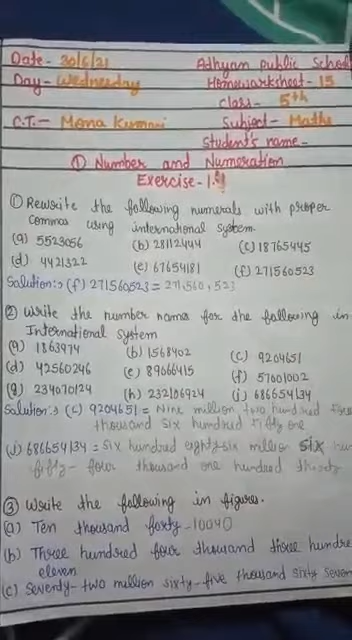 Date - 30/6/21 Adhyan public School
Day - Wednesday Homeworksheet - 15
Class - 5th
C.T. - Mona Kumari Subject - Maths
Student's name -
① Number and Numeration
Exercise - 1.
① Rewrite the following numerals with proper
commas using international system.
(a) 5523056 (b) 28112444 (c) 18765445
(d) 4421322 (e) 67654181 (f) 271560523
Solution :- (f) 271560523 = 271,560,523
② Write the number names for the following in
International system
(a) 1863974 (b) 1568402 (c) 9204651
(d) 42560246 (e) 89066415 (f) 57001002
(g) 234070124 (h) 232106924 (i) 686654134
Solution :- (c) 9204651 = Nine million two hundred four
thousand six hundred fifty one
(i) 686654134 = Six hundred eighty-six million six hu
fifty-four thousand one hundred thirty
③ Write the following in figures.
(a) Ten thousand forty - 10040
(b) Three hundred four thousand three hundre
eleven
(c) Seventy-two million sixty-five thousand sixty seven